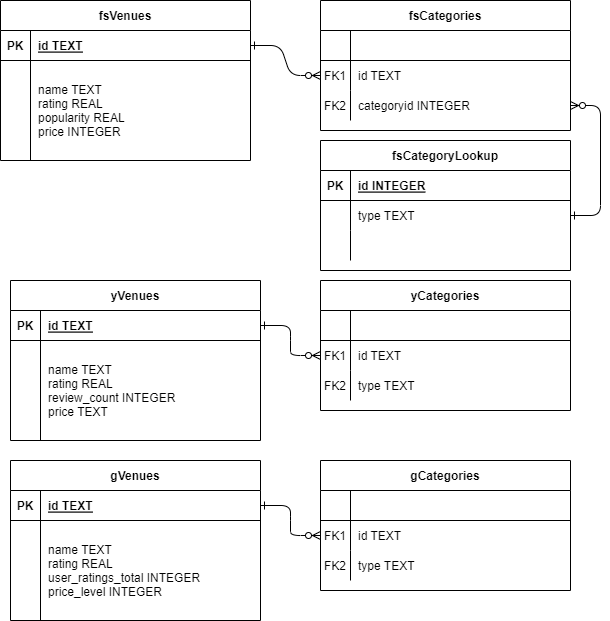 fsVenues
PK id TEXT
name TEXT
rating REAL
popularity REAL
price INTEGER
fsCategories
FK1 id TEXT
FK2 categoryid INTEGER
fsCategoryLookup
PK id INTEGER
type TEXT
yVenues
PK id TEXT
name TEXT
rating REAL
review_count INTEGER
price TEXT
yCategories
FK1 id TEXT
FK2 type TEXT
gVenues
PK id TEXT
name TEXT
rating REAL
user_ratings_total INTEGER
price_level INTEGER
gCategories
FK1 id TEXT
FK2 type TEXT